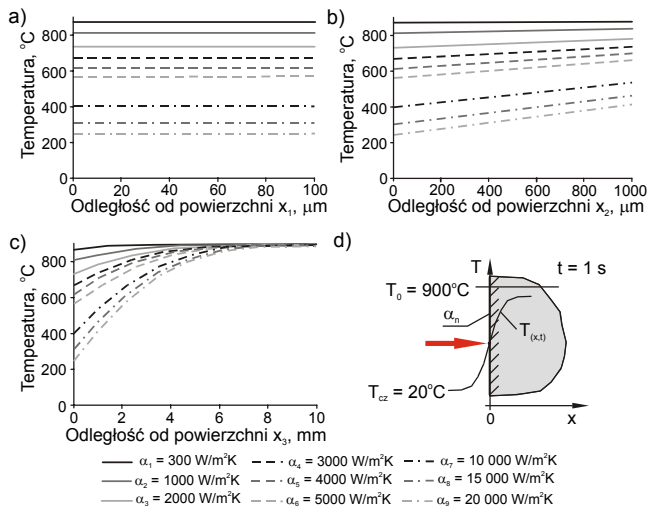 a)
Temperatura, °C
800
600
400
200
0
0 20 40 60 80 100
Odległość od powierzchni x₁, μm
b)
Temperatura, °C
800
600
400
200
0
0 200 400 600 800 1000
Odległość od powierzchni x₂, μm
c)
Temperatura, °C
800
600
400
200
0
0 2 4 6 8 10
Odległość od powierzchni x₃, mm
d)
T
t = 1 s
T₀ = 900°C
αₙ
T₍ₓ,ₜ₎
T_cz = 20°C
0
x
α₁ = 300 W/m²K
α₄ = 3000 W/m²K
α₇ = 10 000 W/m²K
α₂ = 1000 W/m²K
α₅ = 4000 W/m²K
α₈ = 15 000 W/m²K
α₃ = 2000 W/m²K
α₆ = 5000 W/m²K
α₉ = 20 000 W/m²K